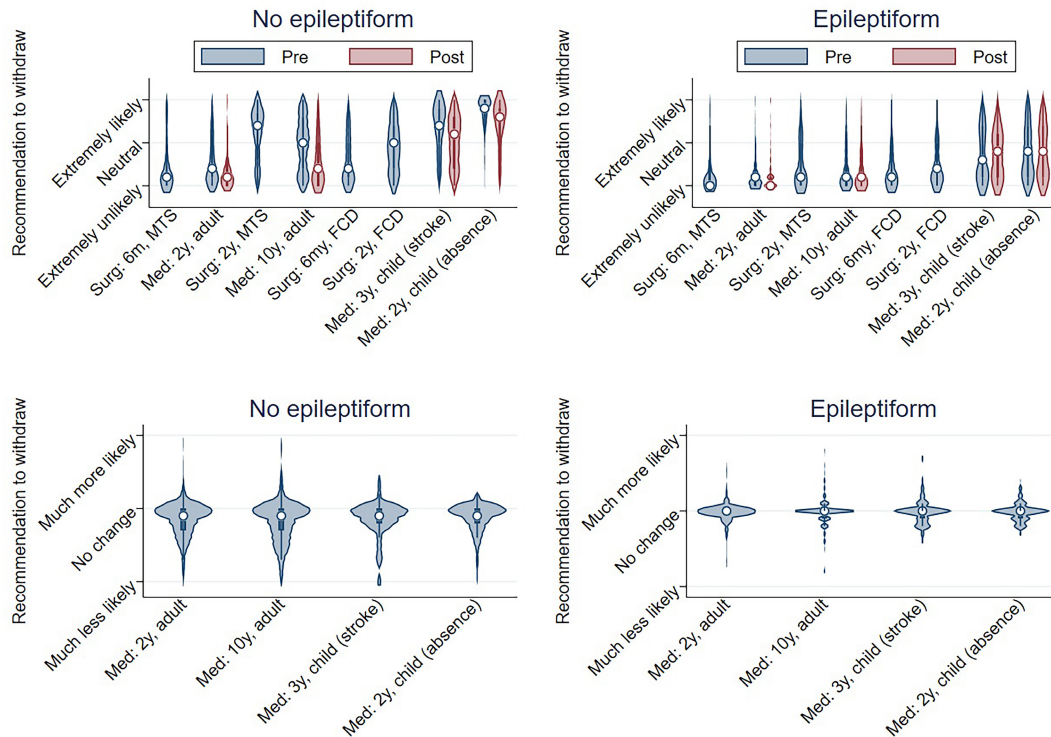 No epileptiform
Pre
Post
Recommendation to withdraw
Extremely likely
Neutral
Extremely unlikely
Surg: 6m, MTS
Med: 2y, adult
Surg: 2y, MTS
Med: 10y, adult
Surg: 6my, FCD
Surg: 2y, FCD
Med: 3y, child (stroke)
Med: 2y, child (absence)
Epileptiform
Pre
Post
Recommendation to withdraw
Extremely likely
Neutral
Extremely unlikely
Surg: 6m, MTS
Med: 2y, adult
Surg: 2y, MTS
Med: 10y, adult
Surg: 6my, FCD
Surg: 2y, FCD
Med: 3y, child (stroke)
Med: 2y, child (absence)
No epileptiform
Recommendation to withdraw
Much more likely
No change
Much less likely
Med: 2y, adult
Med: 10y, adult
Med: 3y, child (stroke)
Med: 2y, child (absence)
Epileptiform
Recommendation to withdraw
Much more likely
No change
Much less likely
Med: 2y, adult
Med: 10y, adult
Med: 3y, child (stroke)
Med: 2y, child (absence)